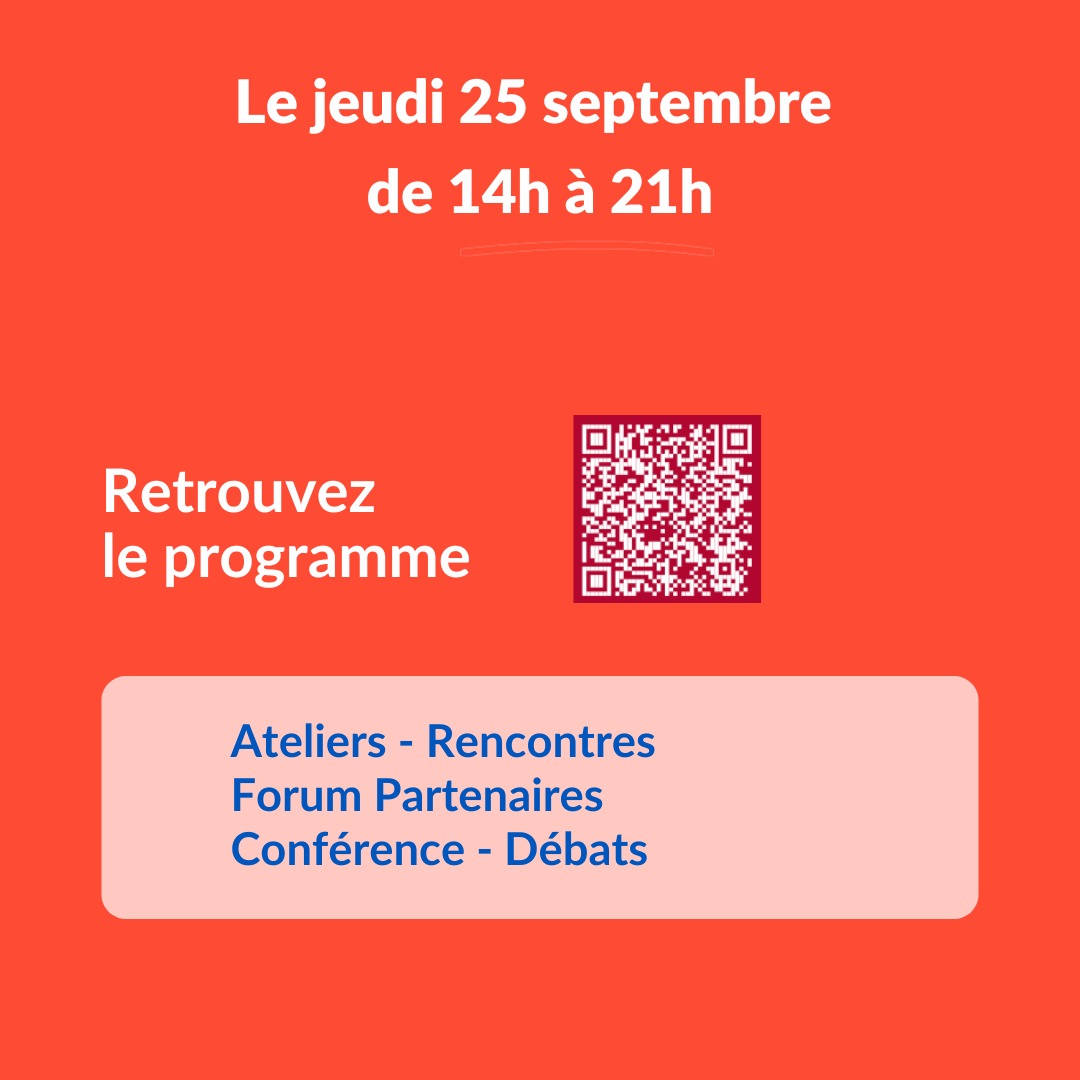 Le jeudi 25 septembre
de 14h à 21h
Retrouvez
le programme
Ateliers - Rencontres
Forum Partenaires
Conférence - Débats